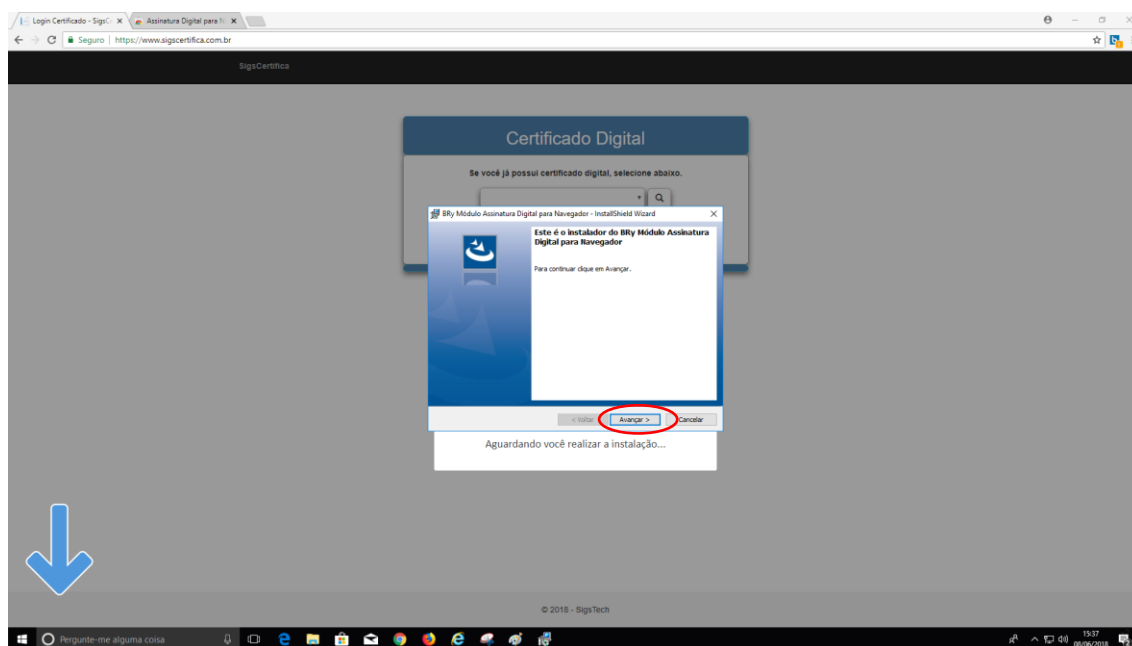 Login Certificado - SigsC
Assinatura Digital para N
Seguro | https://www.sigscertifica.com.br
SigsCertifica
Certificado Digital
Se você já possui certificado digital, selecione abaixo.
BRy Módulo Assinatura Digital para Navegador - InstallShield Wizard
Este é o instalador do BRy Módulo Assinatura
Digital para Navegador
Para continuar clique em Avançar.
< Voltar
Avançar >
Cancelar
Aguardando você realizar a instalação...
© 2018 - SigsTech
Pergunte-me alguma coisa
15:37
08/06/2018